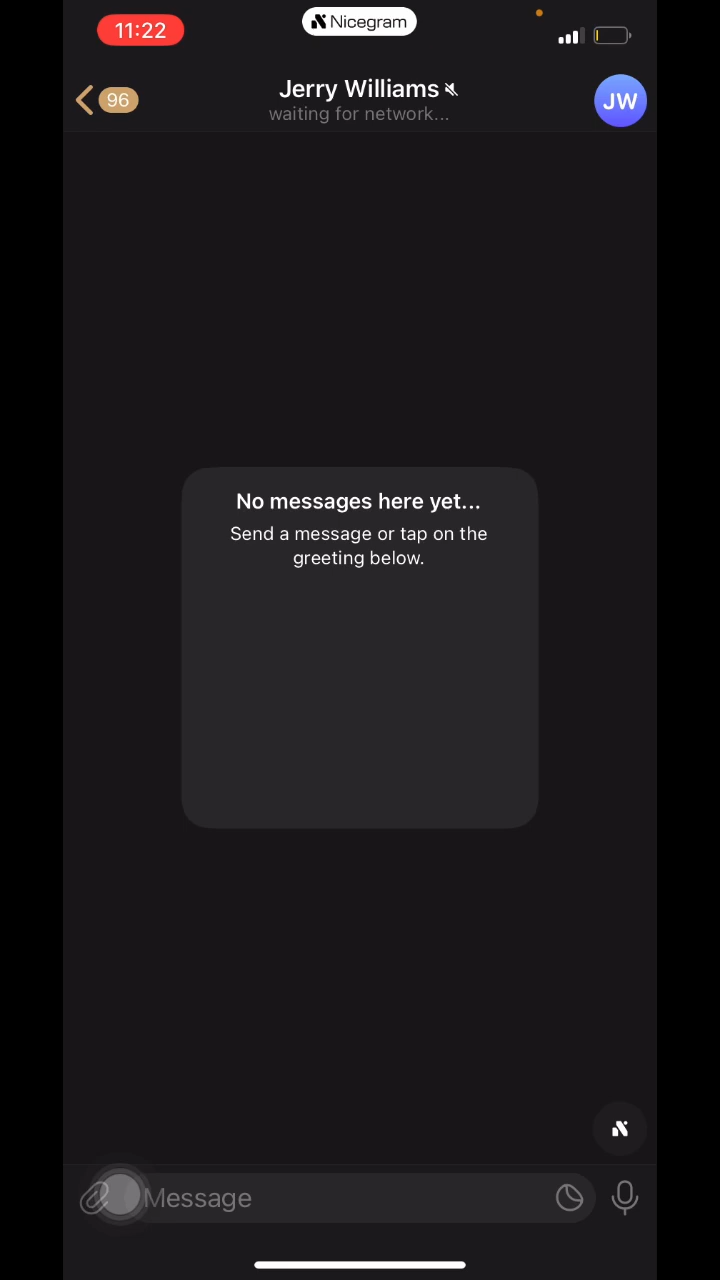 11:22
Nicegram
96
Jerry Williams
waiting for network...
JW
No messages here yet...
Send a message or tap on the
greeting below.
Message